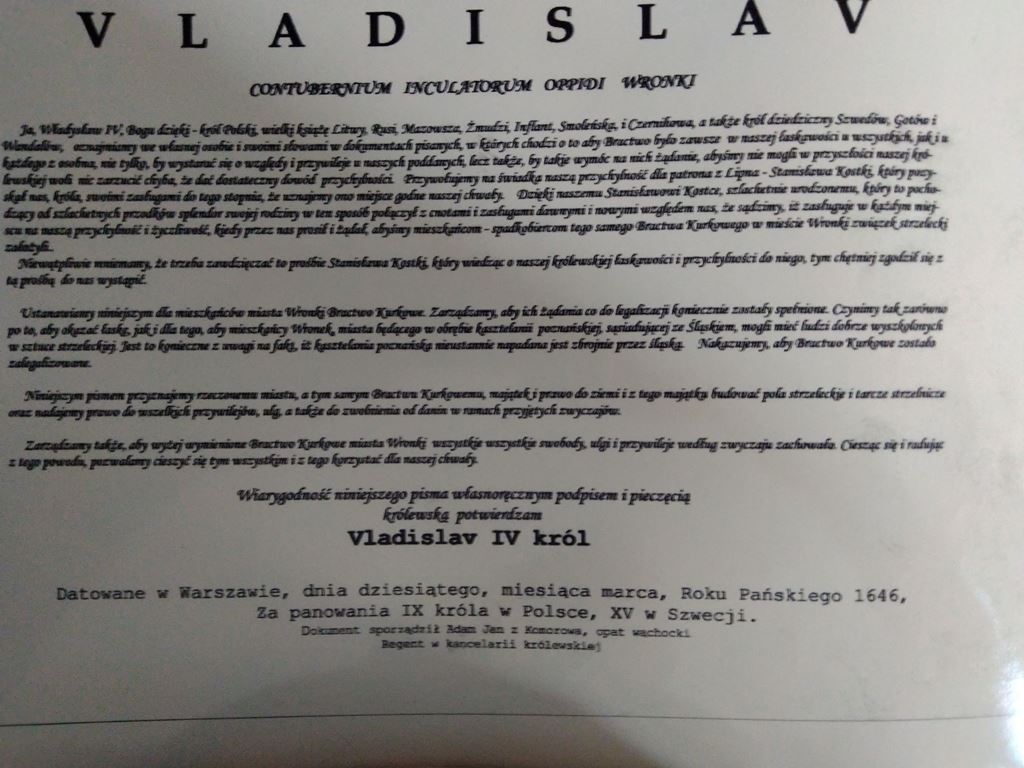 VLADISLAV
CONTUBERNIUM INCULATORUM OPPIDI WRONKI
Ja, Władysław IV, Bogu dzięki - król Polski, wielki książę Litwy, Rusi, Mazowsza, Żmudzi, Inflant, Smoleńska, i Czernihowa, a także król dziedziczny Szwedów, Gotów i
Wandalów, oznajmiamy we własnej osobie i swoimi słowami w dokumentach pisanych, w których chodzi o to aby Bractwo było zawsze w naszej łaskawości u wszystkich, jak i u
każdego z osobna, nie tylko, by wystarać się o względy i przywileje u naszych poddanych, lecz także, by takie wymóc na nich żądanie, abyśmy nie mogli w przyszłości naszej kró-
lewskiej woli nic zarzucić chyba, że dać dostateczny dowód przychylności. Przywołujemy na świadka naszą przychylność dla patrona z Lipna - Stanisława Kostki, który pozy-
skał nas, króla, swoimi zasługami do tego stopnia, że uznajemy ono miejsce godne naszej chwały. Dzięki naszemu Stanisławowi Kostce, szlachetnie urodzonemu, który to pocho-
dzący od szlachetnych przodków splendor swojej rodziny w ten sposób połączył z cnotami i zasługami dawnymi i nowymi względem nas, że sądzimy, iż zasługuje w każdym miej-
scu na naszą przychylność i życzliwość, kiedy przez nas prosił i żądał, abyśmy mieszkańcom - spadkobiercom tego samego Bractwa Kurkowego w mieście Wronki związek strzelecki
założyli.
Niewątpliwie mniemamy, że trzeba zawdzięczać to prośbie Stanisława Kostki, który wiedząc o naszej królewskiej łaskawości i przychylności do niego, tym chętniej zgodził się z
tą prośbą do nas wystąpić.
Ustanawiamy niniejszym dla mieszkańców miasta Wronki Bractwo Kurkowe. Zarządzamy, aby ich żądania co do legalizacji koniecznie zostały spełnione. Czynimy tak zarówno
po to, aby okazać łaskę, jak i dla tego, aby mieszkańcy Wronek, miasta będącego w obrębie kasztelanii poznańskiej, sąsiadującej ze Śląskiem, mogli mieć ludzi dobrze wyszkolonych
w sztuce strzeleckiej. Jest to konieczne z uwagi na fakt, iż kasztelania poznańska nieustannie napadana jest zbrojnie przez śląską. Nakazujemy, aby Bractwo Kurkowe zostało
zalegalizowane.
Niniejszym pismem przyznajemy rzeczonemu miastu, a tym samym Bractwu Kurkowemu, majątek i prawo do ziemi i z tego majątku budować pola strzeleckie i tarcze strzelnicze
oraz nadajemy prawo do wszelkich przywilejów, ulg, a także do zwolnienia od danin w ramach przyjętych zwyczajów.
Zarządzamy także, aby wyżej wymienione Bractwo Kurkowe miasta Wronki wszystkie wszystkie swobody, ulgi i przywileje według zwyczaju zachowało. Ciesząc się i radując
z tego powodu, pozwalamy cieszyć się tym wszystkim i z tego korzystać dla naszej chwały.
Wiarygodność niniejszego pisma własnoręcznym podpisem i pieczęcią
królewską potwierdzam
Vladislav IV król
Datowane w Warszawie, dnia dziesiątego, miesiąca marca, Roku Pańskiego 1646,
Za panowania IX króla w Polsce, XV w Szwecji.
Dokument sporządził Adam Jan z Komorowa, opat wachocki
Regent w kancelarii królewskiej